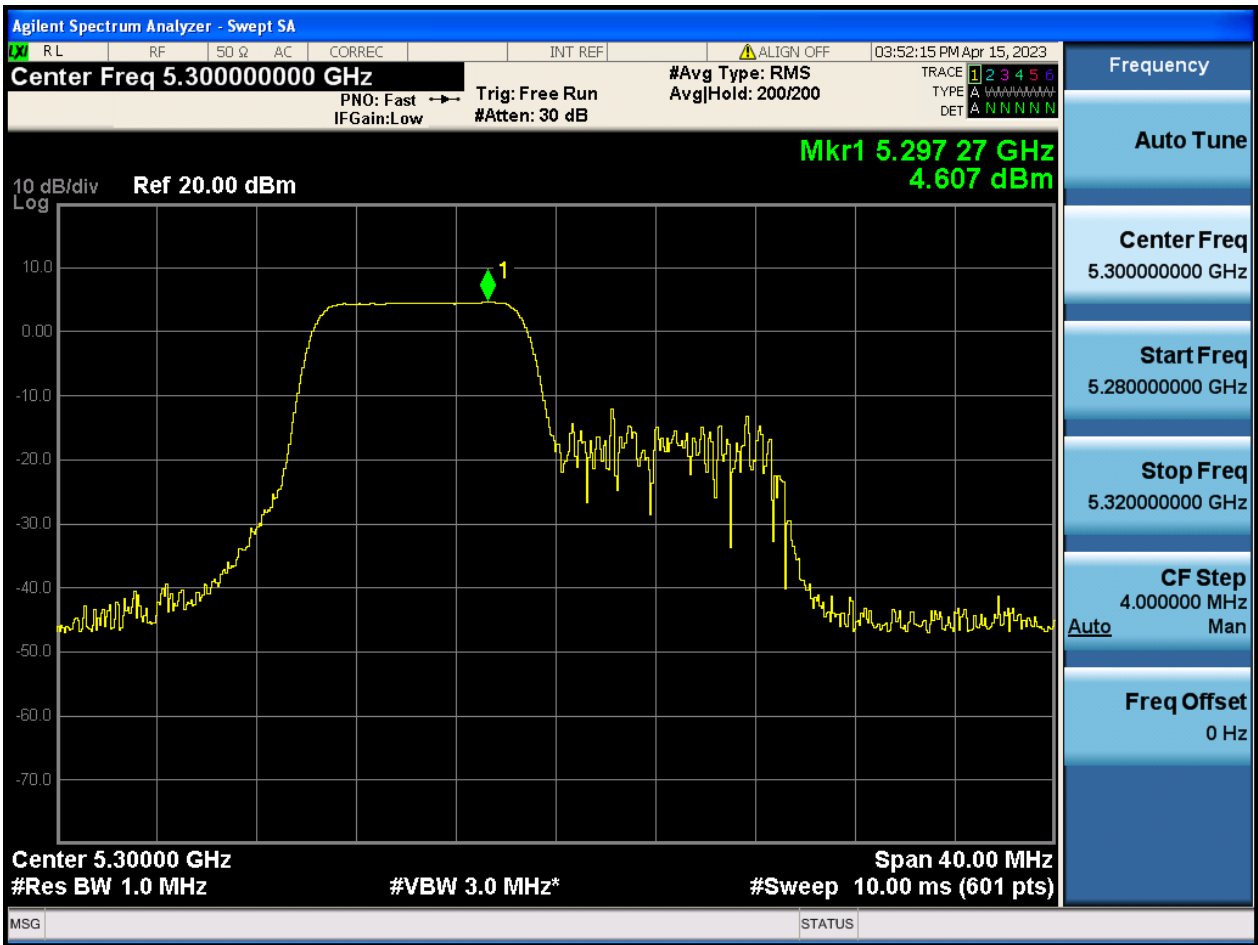 Agilent Spectrum Analyzer - Swept SA
LXI RL RF 50 Ω AC CORREC INT REF ALIGN OFF 03:52:15 PM Apr 15, 2023
Center Freq 5.300000000 GHz
PNO: Fast
IFGain:Low
Trig: Free Run
#Atten: 30 dB
#Avg Type: RMS
Avg|Hold: 200/200
TRACE 1 2 3 4 5 6
TYPE A WWWWW
DET A N N N N N
Mkr1 5.297 27 GHz
4.607 dBm
10 dB/div Ref 20.00 dBm
Log
1
10.0
0.00
-10.0
-20.0
-30.0
-40.0
-50.0
-60.0
-70.0
Center 5.30000 GHz Span 40.00 MHz
#Res BW 1.0 MHz #VBW 3.0 MHz* #Sweep 10.00 ms (601 pts)
MSG STATUS
Frequency
Auto Tune
Center Freq
5.300000000 GHz
Start Freq
5.280000000 GHz
Stop Freq
5.320000000 GHz
CF Step
4.000000 MHz
Auto Man
Freq Offset
0 Hz